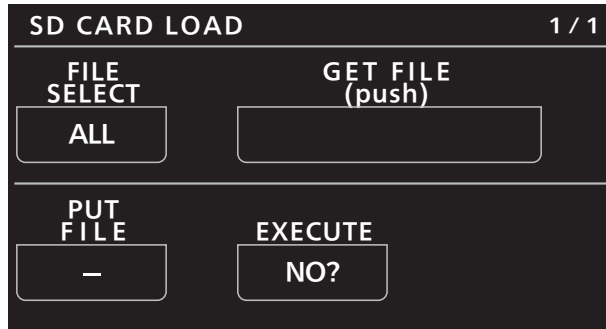 SD CARD LOAD 1/1
FILE
SELECT
ALL
GET FILE
(push)
PUT
FILE
–
EXECUTE
NO?